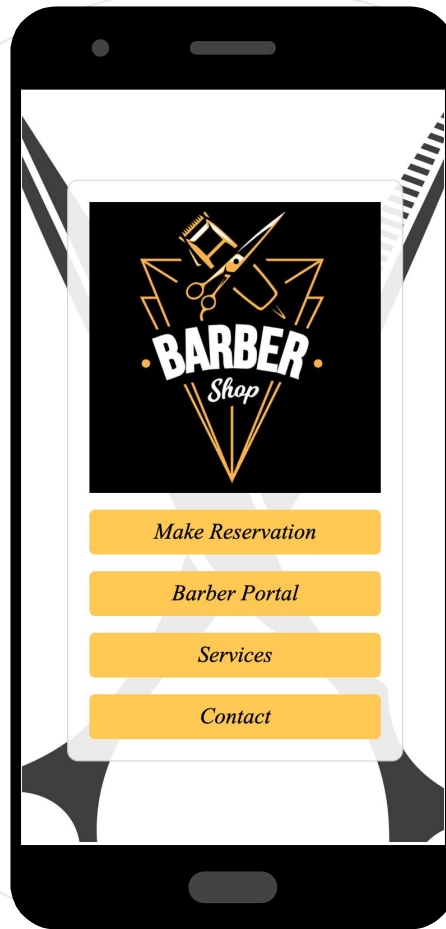 BARBER
Shop
Make Reservation
Barber Portal
Services
Contact